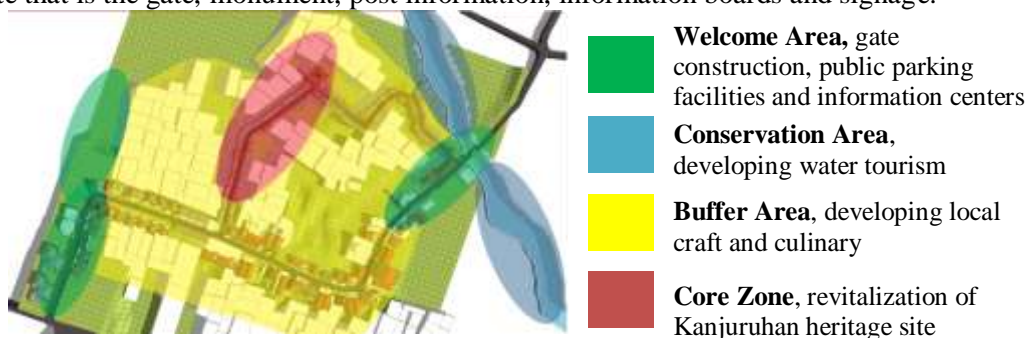 that is the gate, monument, post information, information boards and signage.
Welcome Area, gate
construction, public parking
facilities and information centers
Conservation Area,
developing water tourism
Buffer Area, developing local
craft and culinary
Core Zone, revitalization of
Kanjuruhan heritage site